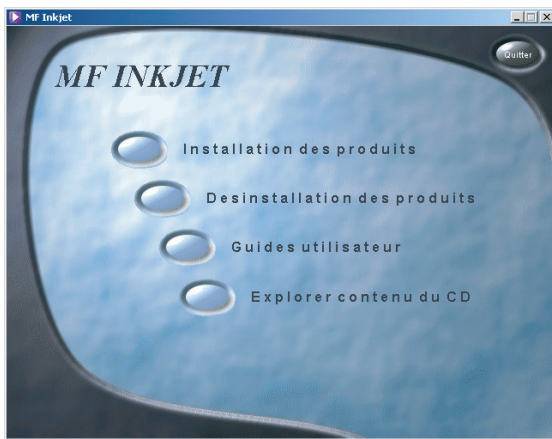 MF Inkjet
Quitter
MF INKJET
Installation des produits
Desinstallation des produits
Guides utilisateur
Explorer contenu du CD